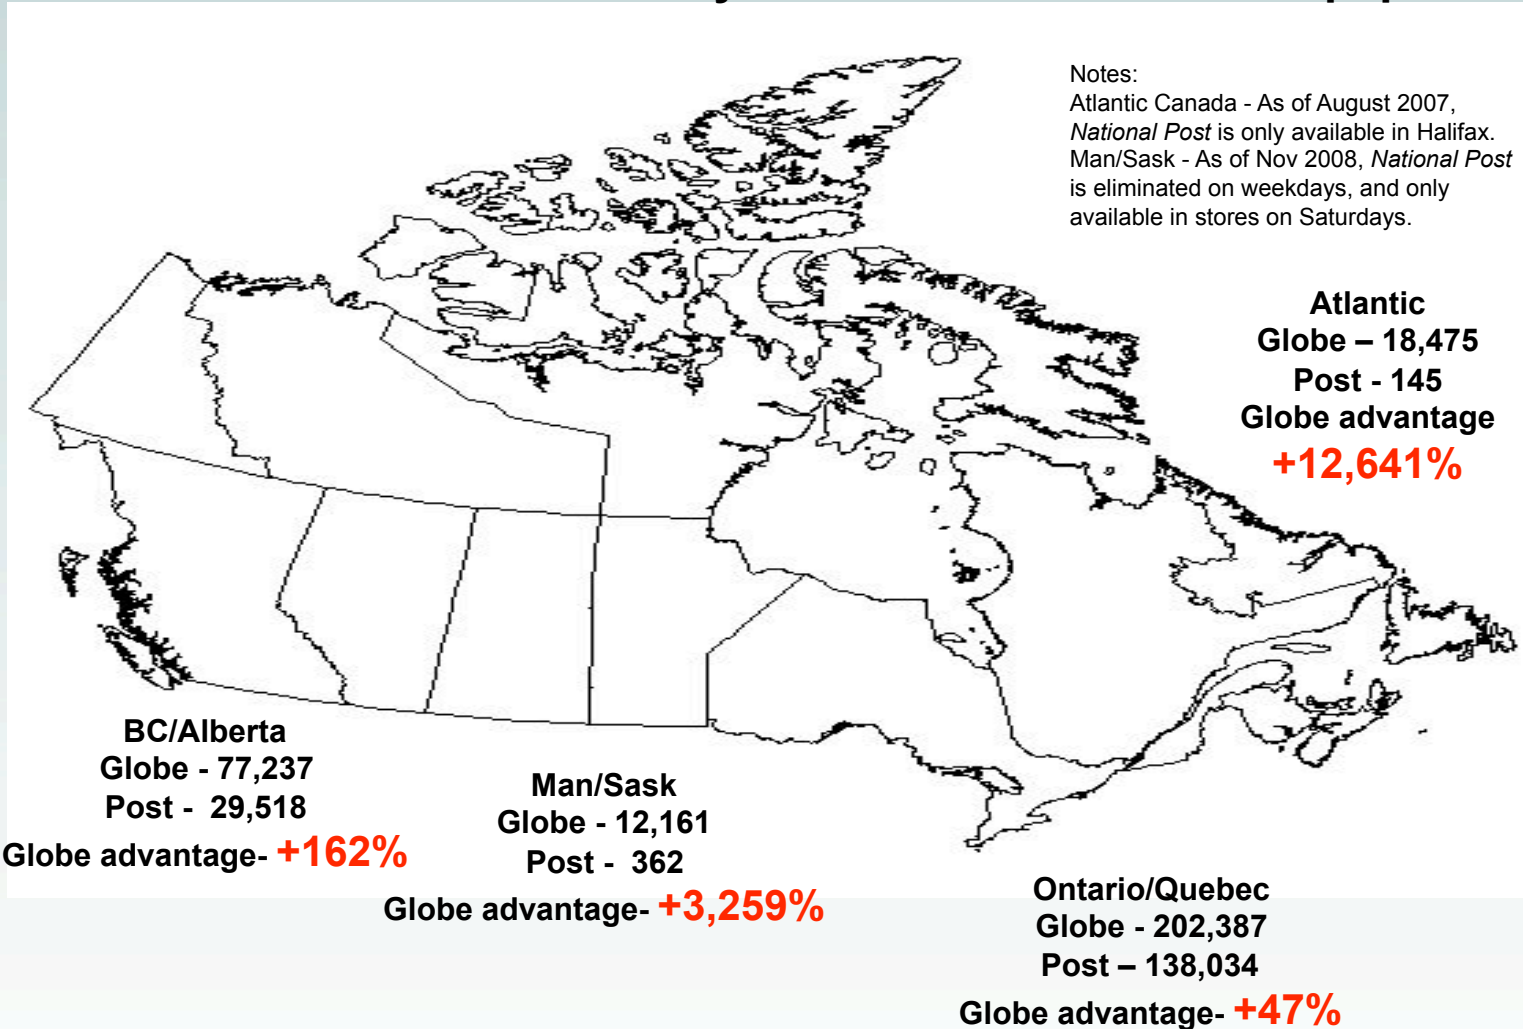 Notes:
Atlantic Canada - As of August 2007,
National Post is only available in Halifax.
Man/Sask - As of Nov 2008, National Post
is eliminated on weekdays, and only
available in stores on Saturdays.
Atlantic
Globe – 18,475
Post - 145
Globe advantage
+12,641%
BC/Alberta
Globe - 77,237
Post - 29,518
Globe advantage- +162%
Man/Sask
Globe - 12,161
Post - 362
Globe advantage- +3,259%
Ontario/Quebec
Globe - 202,387
Post – 138,034
Globe advantage- +47%